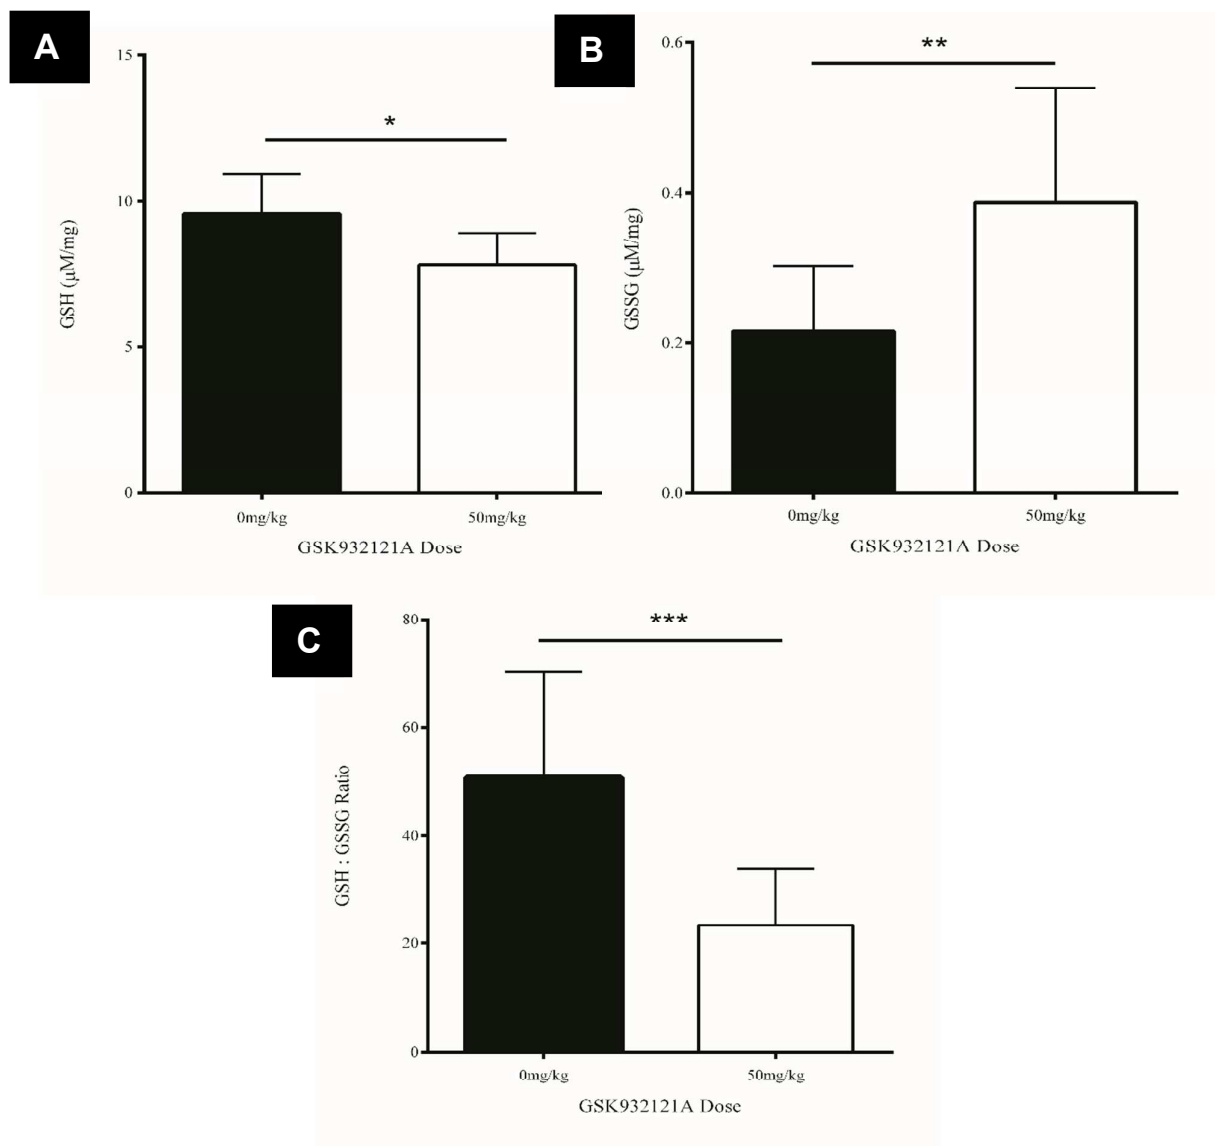 A
15
10
5
0
GSH (µM/mg)
*
0mg/kg
50mg/kg
GSK932121A Dose
B
0.6
0.4
0.2
0.0
GSSG (µM/mg)
**
0mg/kg
50mg/kg
GSK932121A Dose
C
80
60
40
20
0
GSH : GSSG Ratio
***
0mg/kg
50mg/kg
GSK932121A Dose